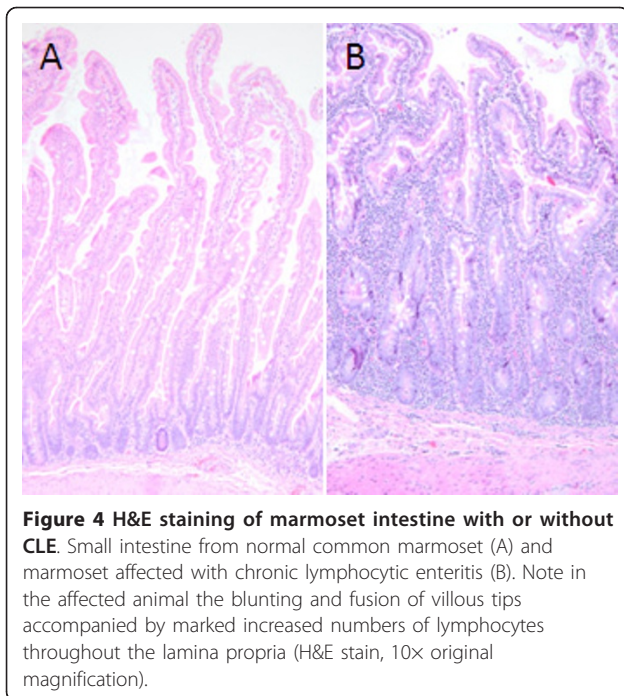 A
B
Figure 4 H&E staining of marmoset intestine with or without
CLE. Small intestine from normal common marmoset (A) and
marmoset affected with chronic lymphocytic enteritis (B). Note in
the affected animal the blunting and fusion of villous tips
accompanied by marked increased numbers of lymphocytes
throughout the lamina propria (H&E stain, 10× original
magnification).